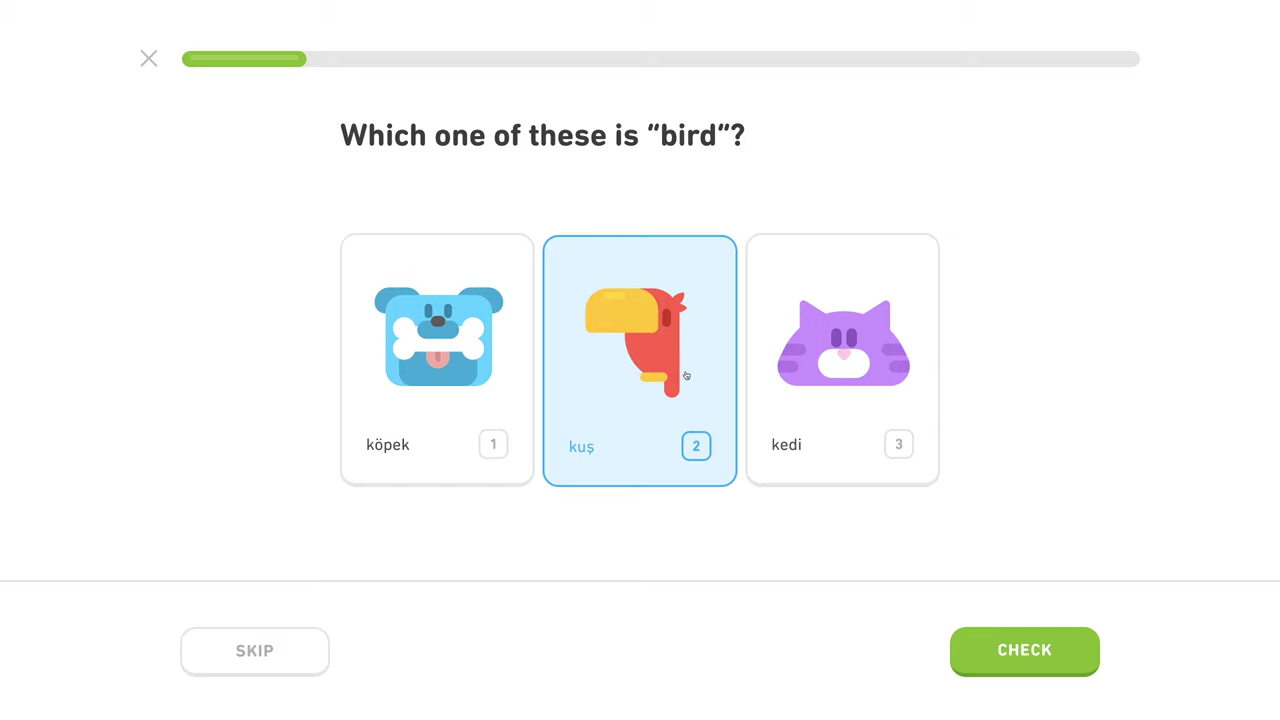 Which one of these is “bird“?
köpek 1
kuş 2
kedi 3
SKIP
CHECK